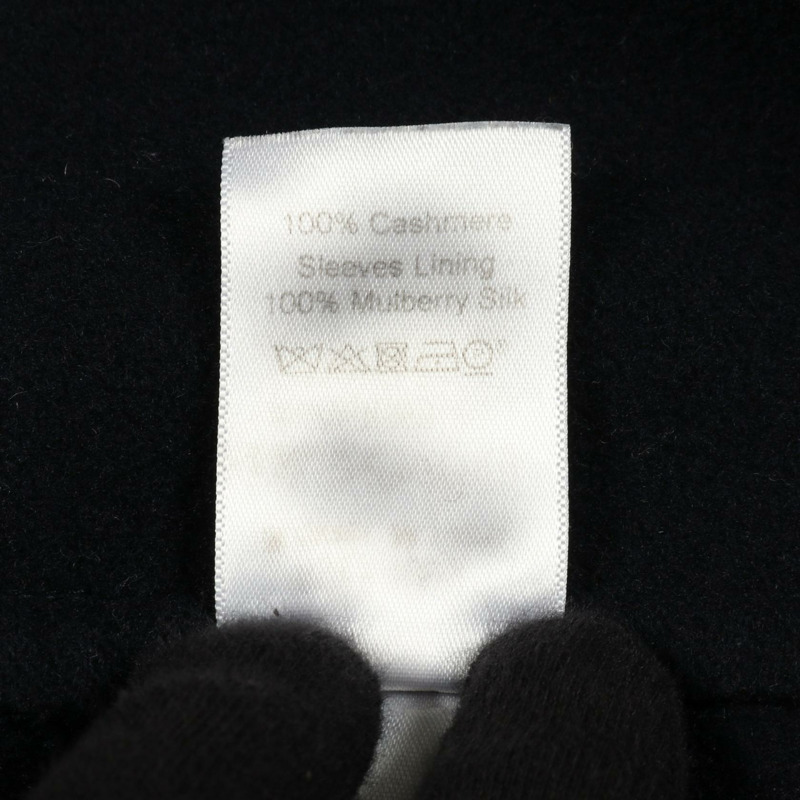 100% Cashmere
Sleeves Lining
100% Mulberry Silk